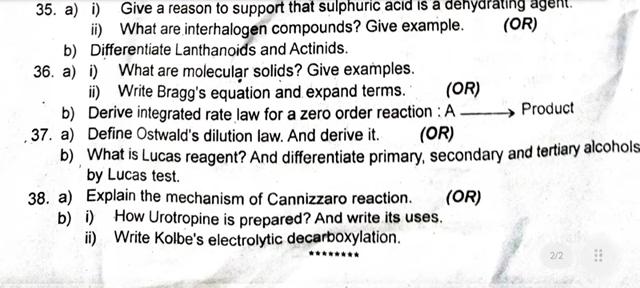 35. a) i) Give a reason to support that sulphuric acid is a dehydrating agent.
ii) What are interhalogen compounds? Give example. (OR)
b) Differentiate Lanthanoids and Actinids.
36. a) i) What are molecular solids? Give examples.
ii) Write Bragg's equation and expand terms. (OR)
b) Derive integrated rate law for a zero order reaction : A ⟶ Product
37. a) Define Ostwald's dilution law. And derive it. (OR)
b) What is Lucas reagent? And differentiate primary, secondary and tertiary alcohols
by Lucas test.
38. a) Explain the mechanism of Cannizzaro reaction. (OR)
b) i) How Urotropine is prepared? And write its uses.
ii) Write Kolbe's electrolytic decarboxylation.
********
2/2